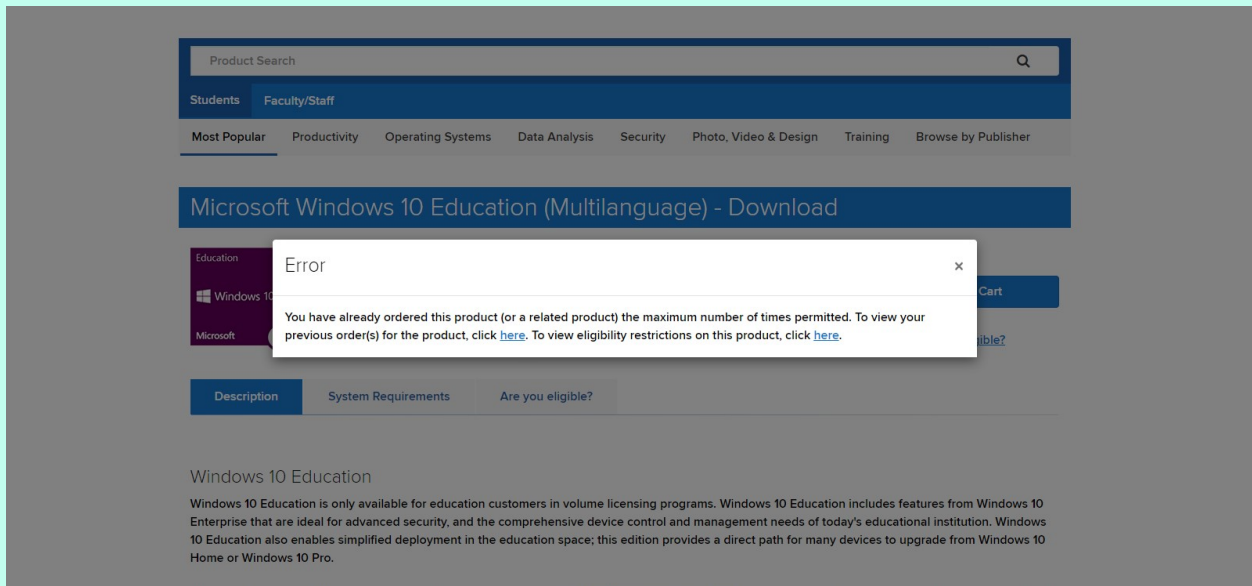 Product Search
Students Faculty/Staff
Most Popular Productivity Operating Systems Data Analysis Security Photo, Video & Design Training Browse by Publisher
Microsoft Windows 10 Education (Multilanguage) - Download
Education
Windows 10
Microsoft
Error ×
You have already ordered this product (or a related product) the maximum number of times permitted. To view your
previous order(s) for the product, click here. To view eligibility restrictions on this product, click here.
Cart
Description System Requirements Are you eligible?
Windows 10 Education
Windows 10 Education is only available for education customers in volume licensing programs. Windows 10 Education includes features from Windows 10
Enterprise that are ideal for advanced security, and the comprehensive device control and management needs of today's educational institution. Windows
10 Education also enables simplified deployment in the education space; this edition provides a direct path for many devices to upgrade from Windows 10
Home or Windows 10 Pro.